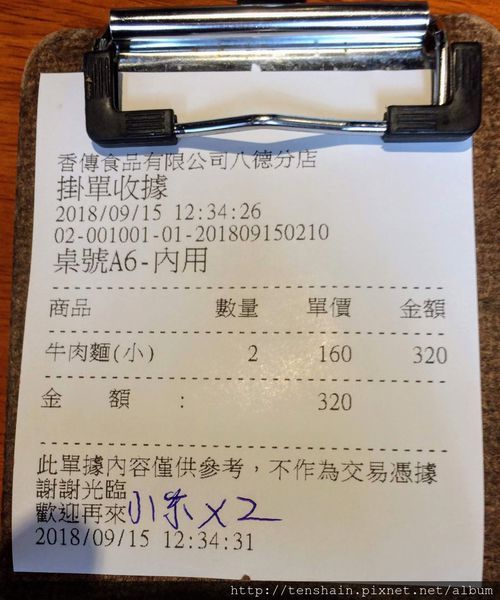 香傳食品有限公司八德分店
掛單收據
2018/09/15 12:34:26
02-001001-01-201809150210
桌號A6-內用
商品 數量 單價 金額
牛肉麵(小) 2 160 320
金 額 : 320
此單據內容僅供參考，不作為交易憑據
謝謝光臨
歡迎再來 小菜 x 2
2018/09/15 12:34:31
http://tenshain.pixnet.net/album